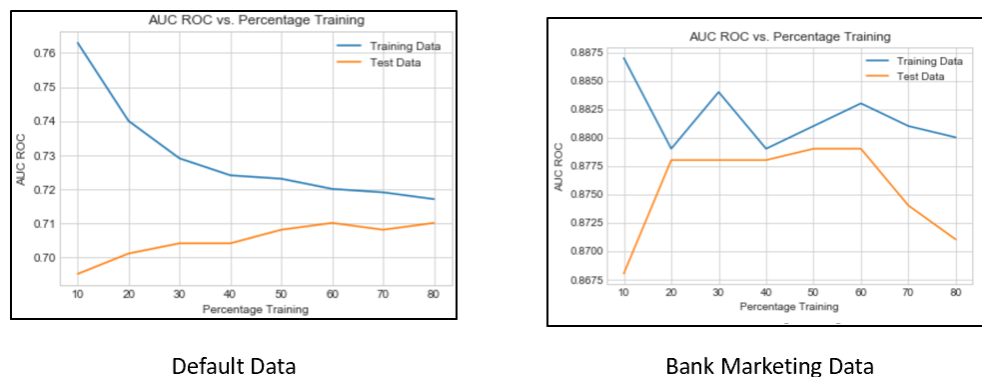 AUC ROC vs. Percentage Training
Training Data
Test Data
0.76
0.75
0.74
0.73
0.72
0.71
0.70
AUC ROC
10 20 30 40 50 60 70 80
Percentage Training
Default Data
AUC ROC vs. Percentage Training
Training Data
Test Data
0.8875
0.8850
0.8825
0.8800
0.8775
0.8750
0.8725
0.8700
0.8675
AUC ROC
10 20 30 40 50 60 70 80
Percentage Training
Bank Marketing Data